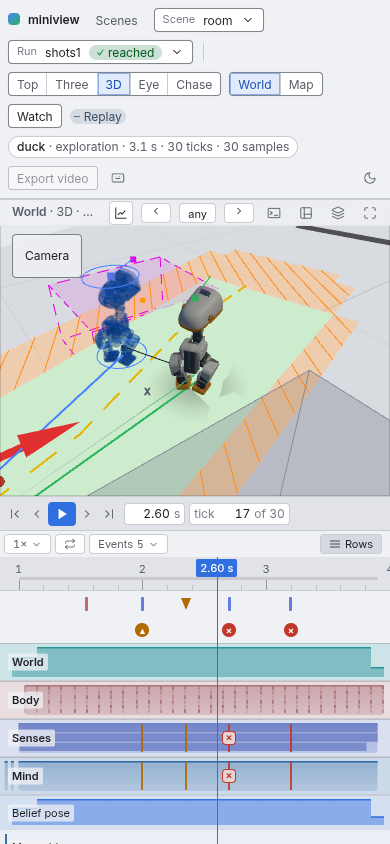 miniview Scenes Scene room
Run shots1 ✓ reached
Top Three 3D Eye Chase World Map
Watch – Replay
duck · exploration · 3.1 s · 30 ticks · 30 samples
Export video
World · 3D · ... any
Camera
x
2.60 s tick 17 of 30
1× Events 5 Rows
1 2 2.60 s 3 4
World
Body
Senses
Mind
Belief pose